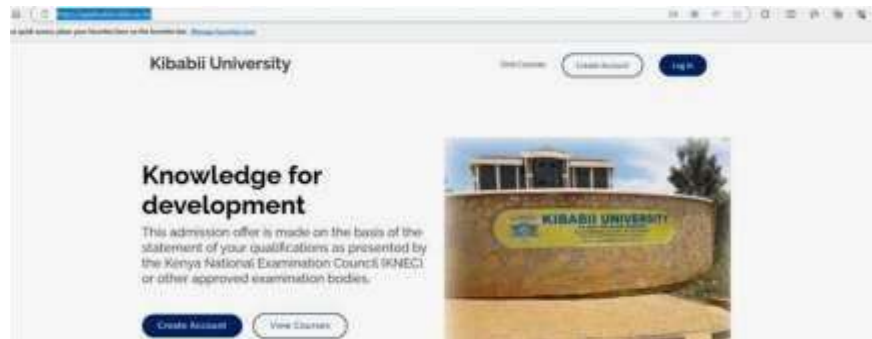 Kibabii University
Create Account
Log In
Knowledge for
development
This admission offer is made on the basis of the
statement of your qualifications as presented by
the Kenya National Examination Council (KNEC)
or other approved examination bodies.
KIBABII UNIVERSITY
Create Account
View Courses